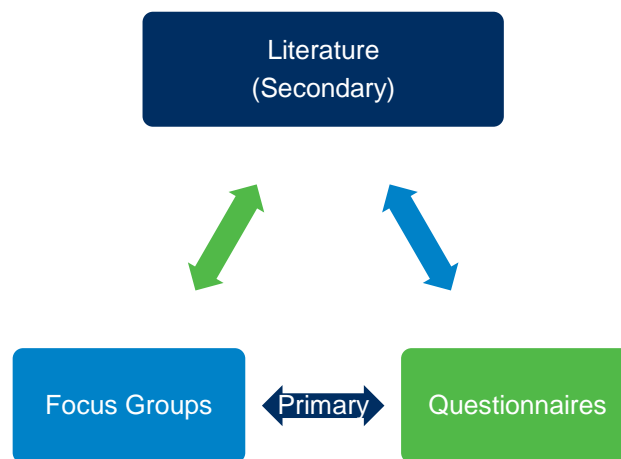 Literature
(Secondary)
Focus Groups
Primary
Questionnaires